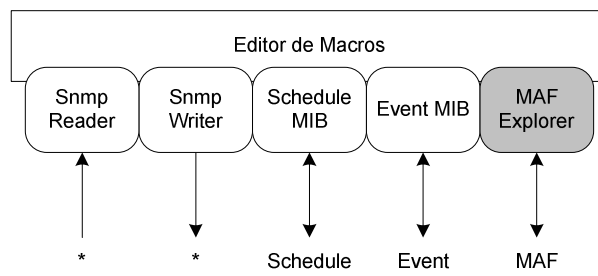 Editor de Macros
Snmp Reader
Snmp Writer
Schedule MIB
Event MIB
MAF Explorer
*
*
Schedule
Event
MAF